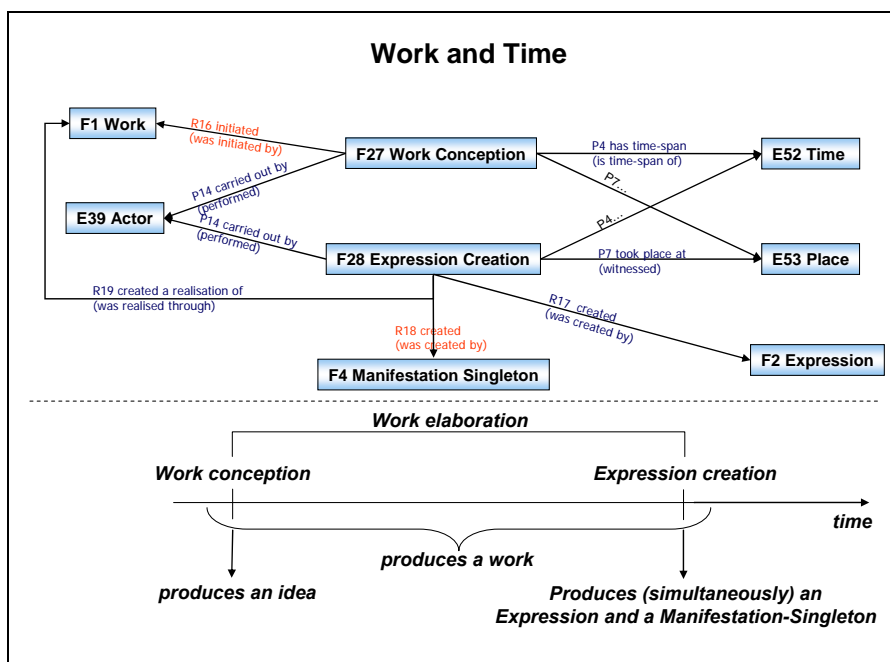 Work and Time
F1 Work
R16 initiated
(was initiated by)
F27 Work Conception
P4 has time-span
(is time-span of)
E52 Time
P14 carried out by
(performed)
P7...
P4...
E39 Actor
P14 carried out by
(performed)
F28 Expression Creation
P7 took place at
(witnessed)
E53 Place
R19 created a realisation of
(was realised through)
R17 created
(was created by)
R18 created
(was created by)
F2 Expression
F4 Manifestation Singleton
Work elaboration
Work conception
Expression creation
time
produces a work
produces an idea
Produces (simultaneously) an
Expression and a Manifestation-Singleton